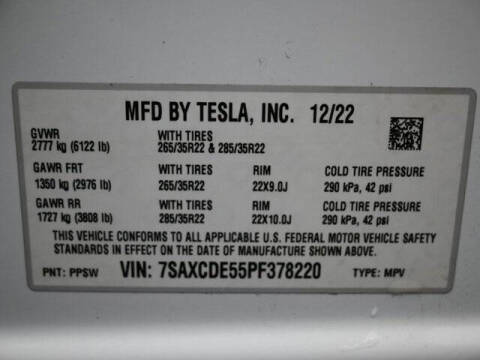 MFD BY TESLA, INC. 12/22
GVWR WITH TIRES
2777 kg (6122 lb) 265/35R22 & 285/35R22
GAWR FRT WITH TIRES RIM COLD TIRE PRESSURE
1350 kg (2976 lb) 265/35R22 22X9.0J 290 kPa, 42 psi
GAWR RR WITH TIRES RIM COLD TIRE PRESSURE
1727 kg (3808 lb) 285/35R22 22X10.0J 290 kPa, 42 psi
THIS VEHICLE CONFORMS TO ALL APPLICABLE U.S. FEDERAL MOTOR VEHICLE SAFETY
STANDARDS IN EFFECT ON THE DATE OF MANUFACTURE SHOWN ABOVE.
PNT: PPSW VIN: 7SAXCDE55PF378220 TYPE: MPV